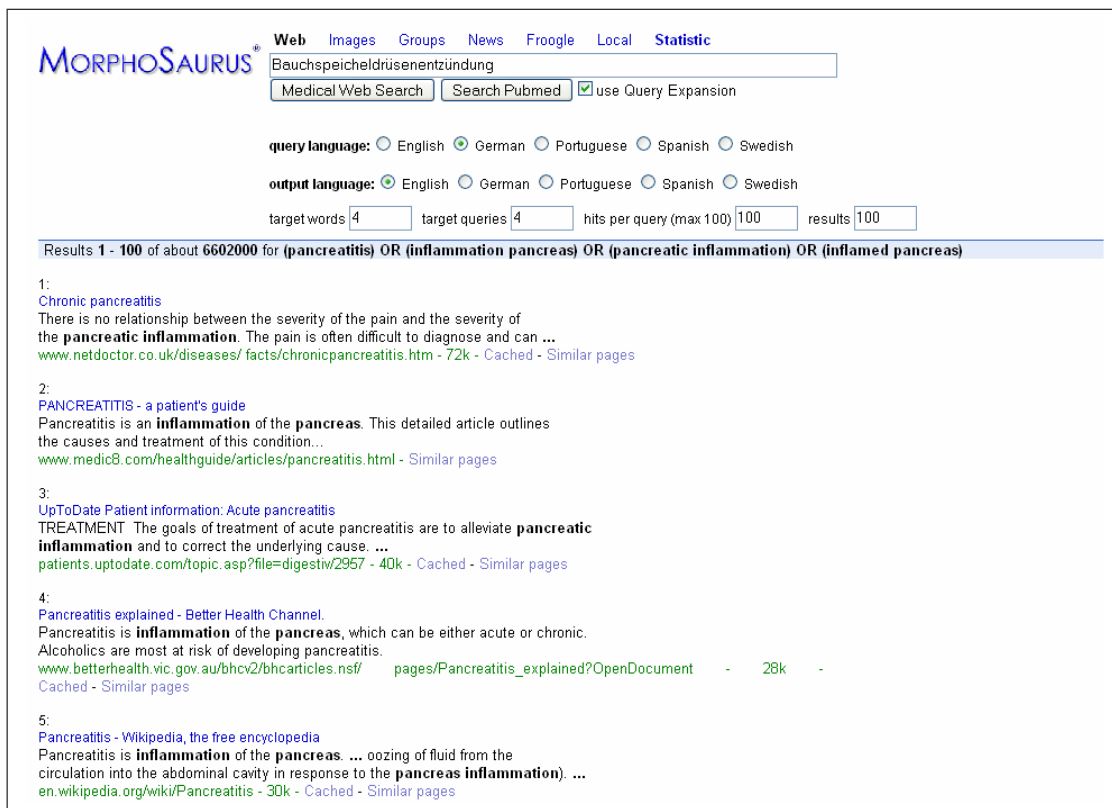 MORPHOSAURUS®
Web Images Groups News Froogle Local Statistic
Bauchspeicheldrüsenentzündung
Medical Web Search Search Pubmed use Query Expansion
query language: English German Portuguese Spanish Swedish
output language: English German Portuguese Spanish Swedish
target words 4 target queries 4 hits per query (max 100) 100 results 100
Results 1 - 100 of about 6602000 for (pancreatitis) OR (inflammation pancreas) OR (pancreatic inflammation) OR (inflamed pancreas)
1:
Chronic pancreatitis
There is no relationship between the severity of the pain and the severity of
the pancreatic inflammation. The pain is often difficult to diagnose and can ...
www.netdoctor.co.uk/diseases/ facts/chronicpancreatitis.htm - 72k - Cached - Similar pages
2:
PANCREATITIS - a patient's guide
Pancreatitis is an inflammation of the pancreas. This detailed article outlines
the causes and treatment of this condition...
www.medic8.com/healthguide/articles/pancreatitis.html - Similar pages
3:
UpToDate Patient information: Acute pancreatitis
TREATMENT The goals of treatment of acute pancreatitis are to alleviate pancreatic
inflammation and to correct the underlying cause. ...
patients.uptodate.com/topic.asp?file=digestiv/2957 - 40k - Cached - Similar pages
4:
Pancreatitis explained - Better Health Channel.
Pancreatitis is inflammation of the pancreas, which can be either acute or chronic.
Alcoholics are most at risk of developing pancreatitis.
www.betterhealth.vic.gov.au/bhcv2/bhcarticles.nsf/ pages/Pancreatitis_explained?OpenDocument - 28k -
Cached - Similar pages
5:
Pancreatitis - Wikipedia, the free encyclopedia
Pancreatitis is inflammation of the pancreas. ... oozing of fluid from the
circulation into the abdominal cavity in response to the pancreas inflammation). ...
en.wikipedia.org/wiki/Pancreatitis - 30k - Cached - Similar pages